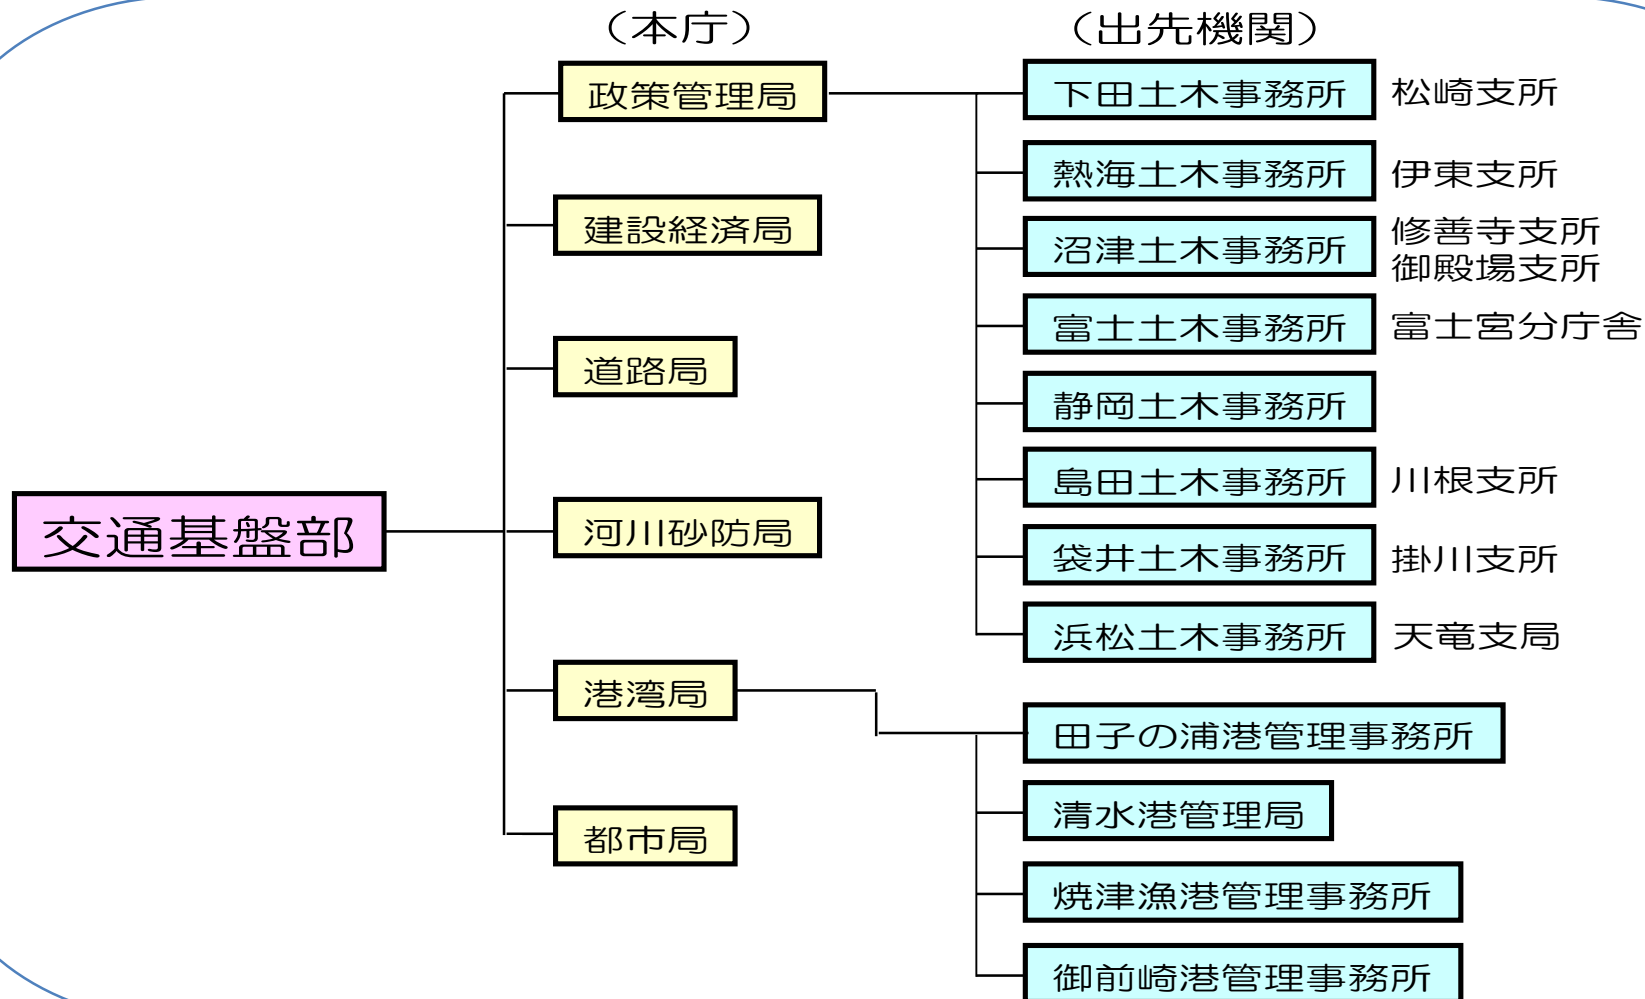 （本庁）
（出先機関）
交通基盤部
政策管理局
建設経済局
道路局
河川砂防局
港湾局
都市局
下田土木事務所 松崎支所
熱海土木事務所 伊東支所
沼津土木事務所 修善寺支所
御殿場支所
富士土木事務所 富士宮分庁舎
静岡土木事務所
島田土木事務所 川根支所
袋井土木事務所 掛川支所
浜松土木事務所 天竜支局
田子の浦港管理事務所
清水港管理局
焼津漁港管理事務所
御前崎港管理事務所